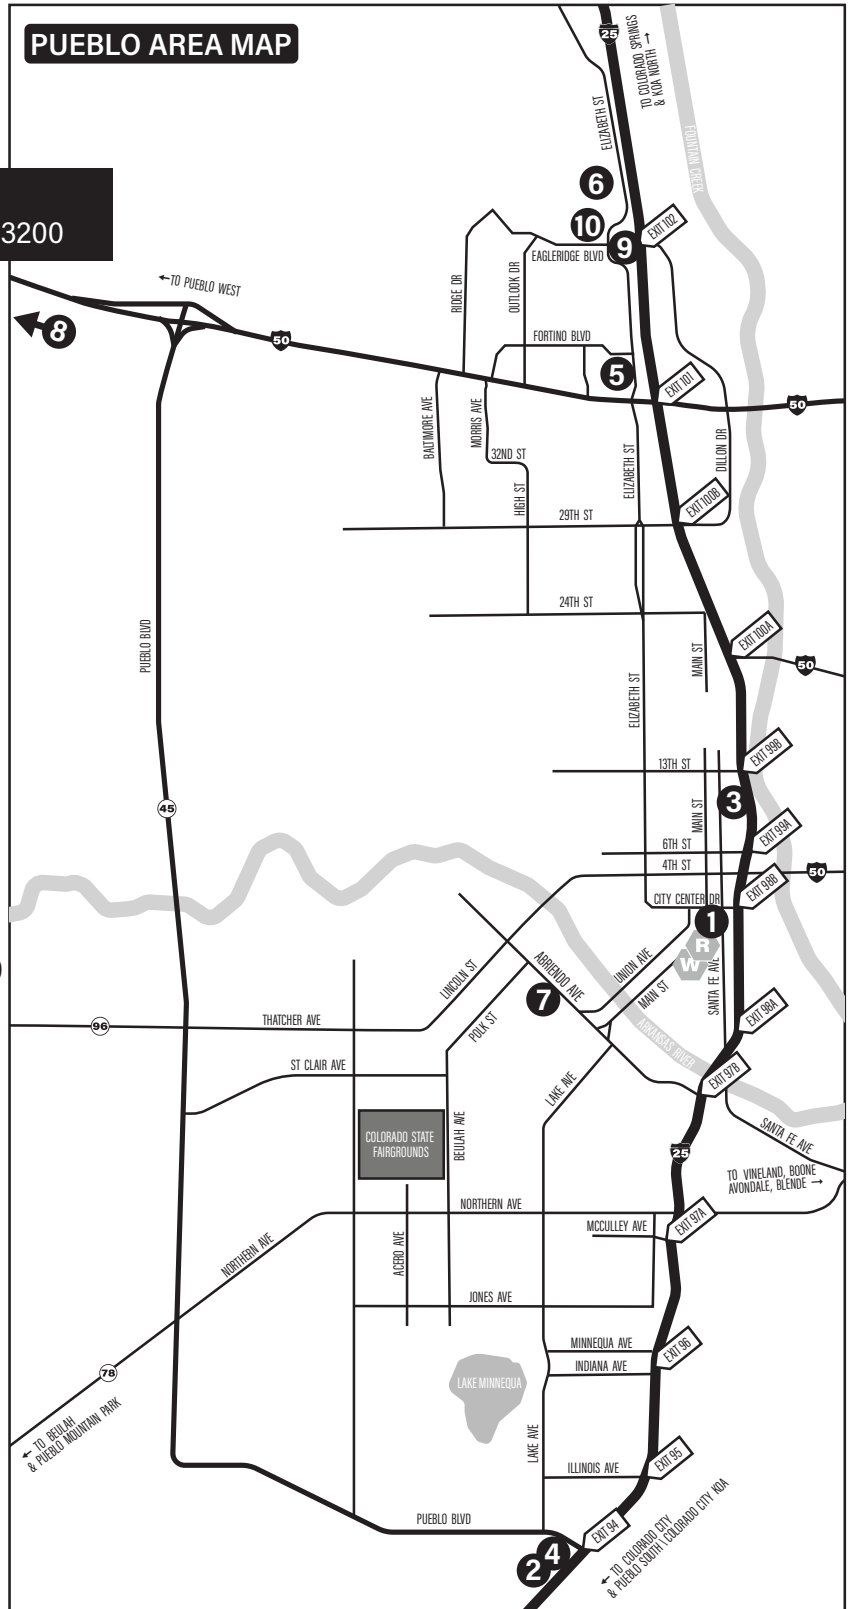 PUEBLO AREA MAP
25
TO COLORADO SPRINGS →
& KOA NORTH
ELIZABETH ST
FOUNTAIN CREEK
6
3200
10
9
EXIT 102
EAGLERIDGE BLVD
RIDGE DR
OUTLOOK DR
←TO PUEBLO WEST
8
50
FORTINO BLVD
5
EXIT 101
50
BALTIMORE AVE
MORRIS AVE
32ND ST
HIGH ST
ELIZABETH ST
DILLON DR
EXIT 100B
29TH ST
24TH ST
PUEBLO BLVD
MAIN ST
EXIT 100A
50
ELIZABETH ST
13TH ST
EXIT 99B
45
MAIN ST
3
6TH ST
EXIT 99A
4TH ST
50
EXIT 98B
CITY CENTER DR
1
R
W
ABRIENDO AVE
UNION AVE
LINCOLN ST
7
MAIN ST
SANTA FE AVE
EXIT 98A
96
THATCHER AVE
POLK ST
ARKANSAS RIVER
ST CLAIR AVE
LAKE AVE
EXIT 97B
COLORADO STATE
FAIRGROUNDS
BEULAH AVE
25
SANTA FE AVE
TO VINELAND, BOONE
AVONDALE, BLENDE →
NORTHERN AVE
NORTHERN AVE
ACERO AVE
MCCULLEY AVE
EXIT 97A
JONES AVE
MINNEQUA AVE
EXIT 96
INDIANA AVE
78
LAKE MINNEQUA
← TO BEULAH
& PUEBLO MOUNTAIN PARK
LAKE AVE
ILLINOIS AVE
EXIT 95
PUEBLO BLVD
EXIT 94
4
2
← TO COLORADO CITY
& PUEBLO SOUTH \ COLORADO CITY KOA